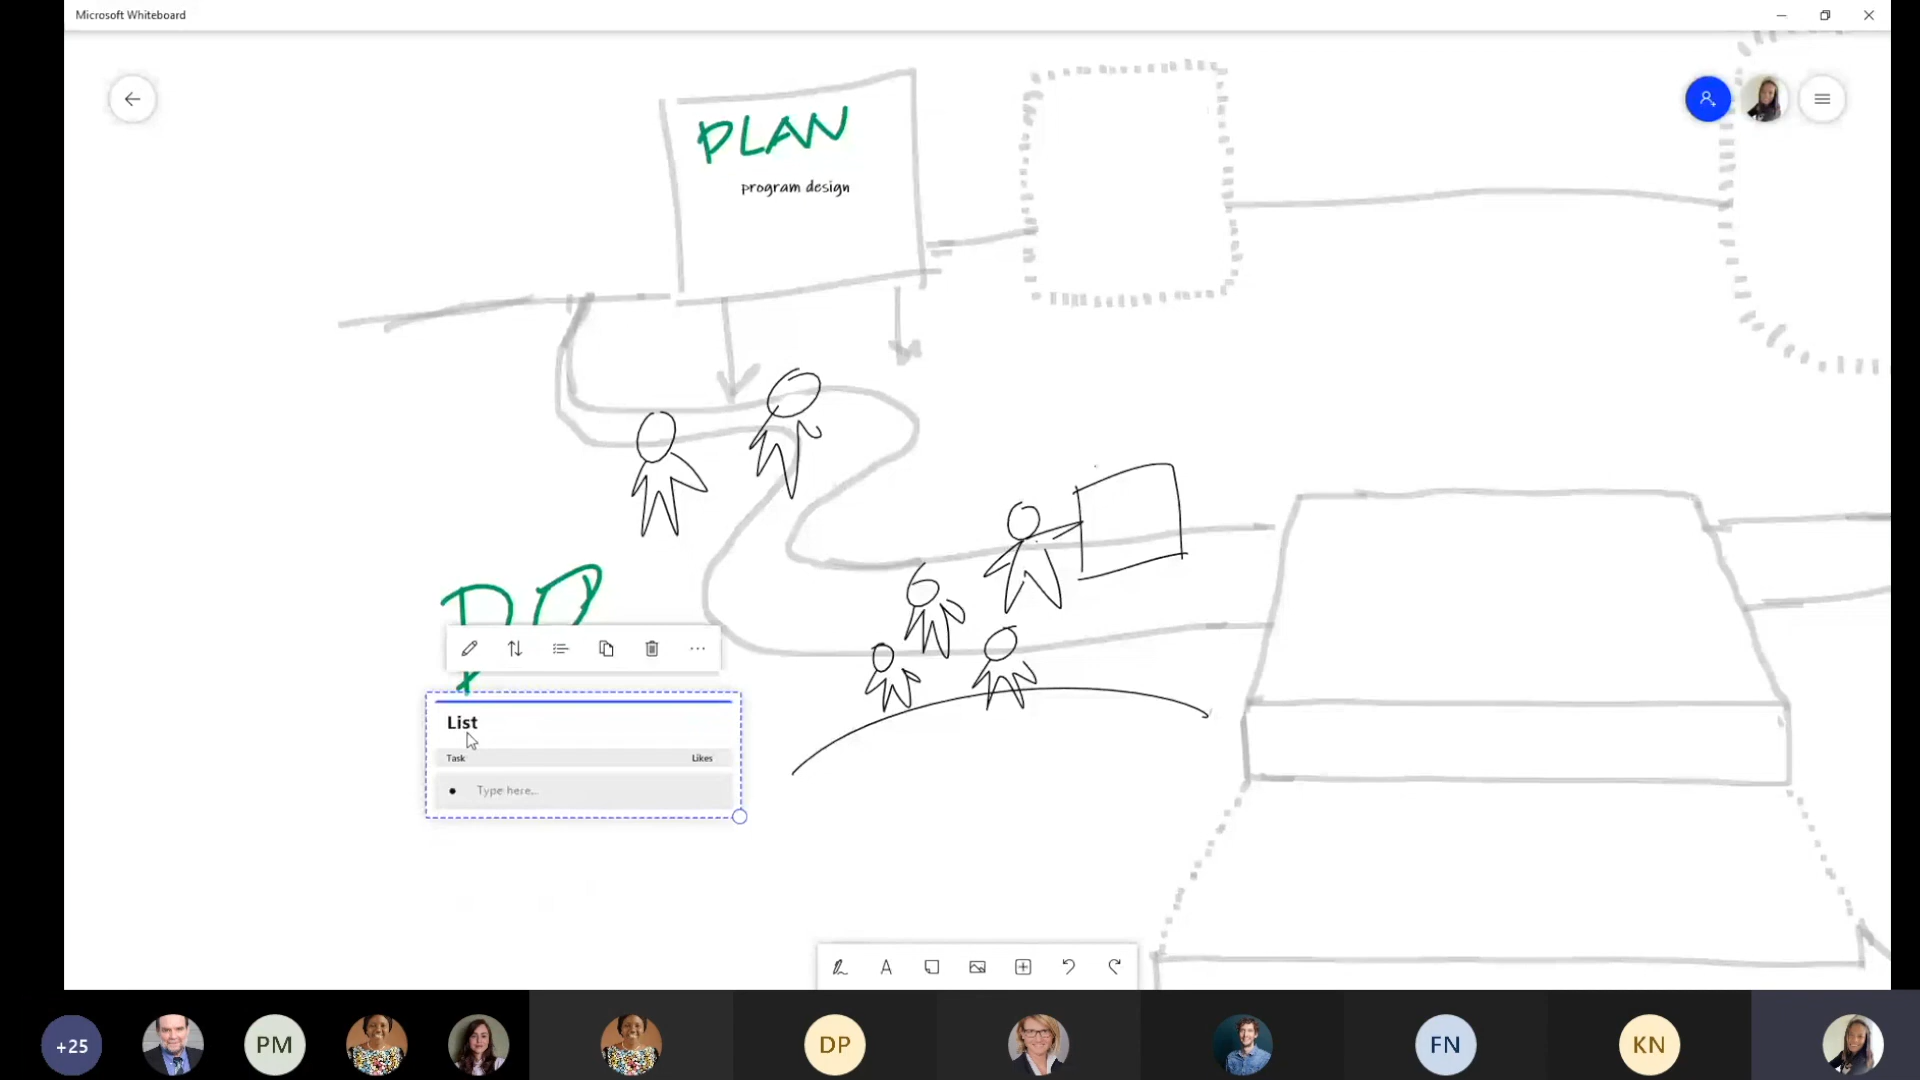 Microsoft Whiteboard
PLAN
program design
List
Task Likes
Type here...
+25
PM
DP
FN
KN